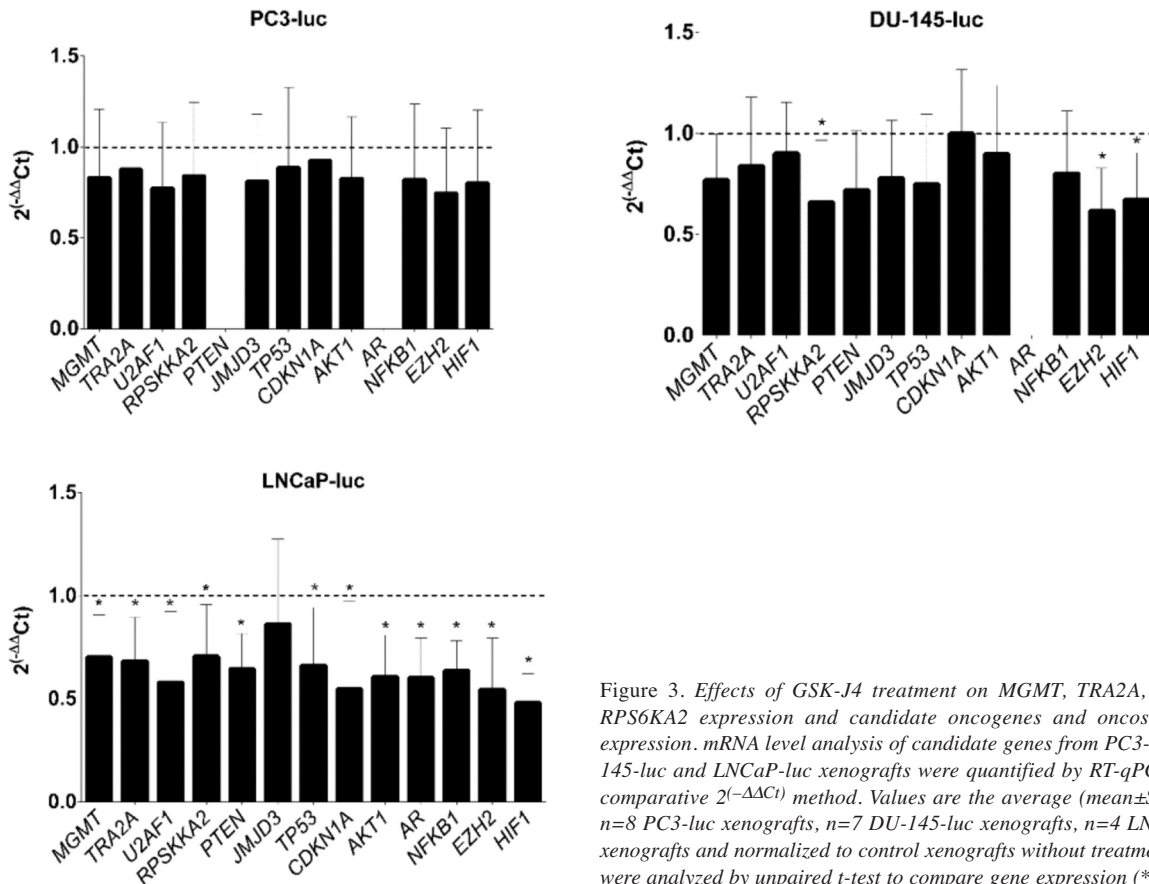 PC3-luc
1.5
1.0
0.5
0.0
2(-ΔΔCt)
MGMT
TRA2A
U2AF1
RPSKKA2
PTEN
JMJD3
TP53
CDKN1A
AKT1
AR
NFKB1
EZH2
HIF1
DU-145-luc
1.5
1.0
0.5
0.0
2(-ΔΔCt)
*
*
*
MGMT
TRA2A
U2AF1
RPSKKA2
PTEN
JMJD3
TP53
CDKN1A
AKT1
AR
NFKB1
EZH2
HIF1
LNCaP-luc
1.5
1.0
0.5
0.0
2(-ΔΔCt)
*
*
*
*
*
*
*
*
*
*
*
*
MGMT
TRA2A
U2AF1
RPSKKA2
PTEN
JMJD3
TP53
CDKN1A
AKT1
AR
NFKB1
EZH2
HIF1
Figure 3. Effects of GSK-J4 treatment on MGMT, TRA2A,
RPS6KA2 expression and candidate oncogenes and oncos
expression. mRNA level analysis of candidate genes from PC3-
145-luc and LNCaP-luc xenografts were quantified by RT-qPC
comparative 2(−ΔΔCt) method. Values are the average (mean±S
n=8 PC3-luc xenografts, n=7 DU-145-luc xenografts, n=4 LN
xenografts and normalized to control xenografts without treatme
were analyzed by unpaired t-test to compare gene expression (*